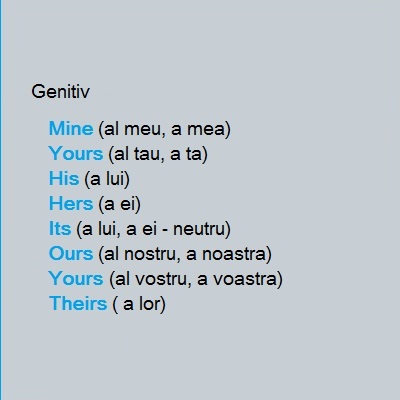 Genitiv
Mine (al meu, a mea)
Yours (al tau, a ta)
His (a lui)
Hers (a ei)
Its (a lui, a ei - neutru)
Ours (al nostru, a noastra)
Yours (al vostru, a voastra)
Theirs ( a lor)